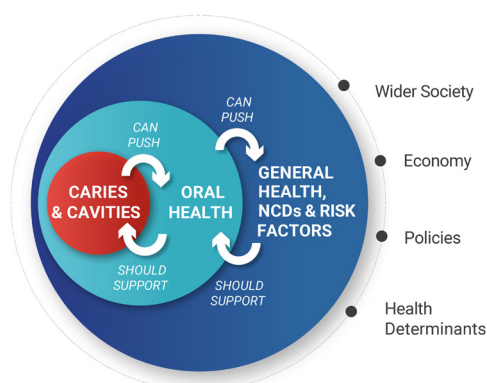 CARIES
& CAVITIES
CAN
PUSH
SHOULD
SUPPORT
ORAL
HEALTH
CAN
PUSH
SHOULD
SUPPORT
GENERAL
HEALTH,
NCDs & RISK
FACTORS
Wider Society
Economy
Policies
Health
Determinants